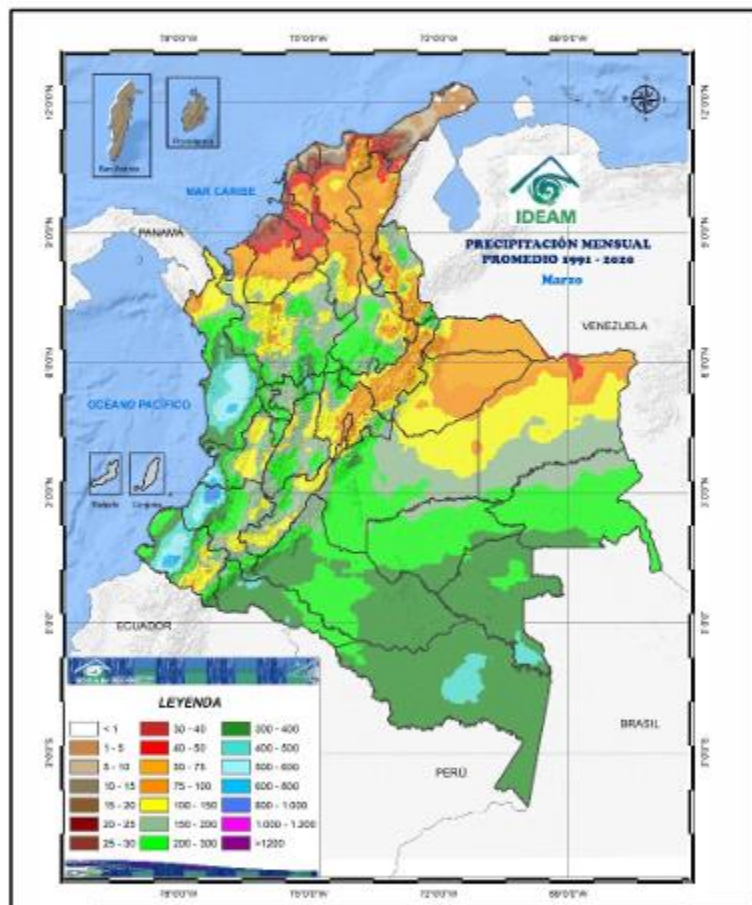 MAR CARIBE
PANAMÁ
IDEAM
PRECIPITACIÓN MENSUAL
PROMEDIO 1991 - 2020
Marzo
VENEZUELA
OCEANO PACÍFICO
ECUADOR
BRASIL
PERÚ
LEYENDA
< 1
1 - 5
5 - 10
10 - 15
15 - 20
20 - 25
25 - 30
30 - 40
40 - 50
50 - 75
75 - 100
100 - 150
150 - 200
200 - 300
300 - 400
400 - 500
500 - 600
600 - 800
800 - 1.000
1.000 - 1.200
>1200